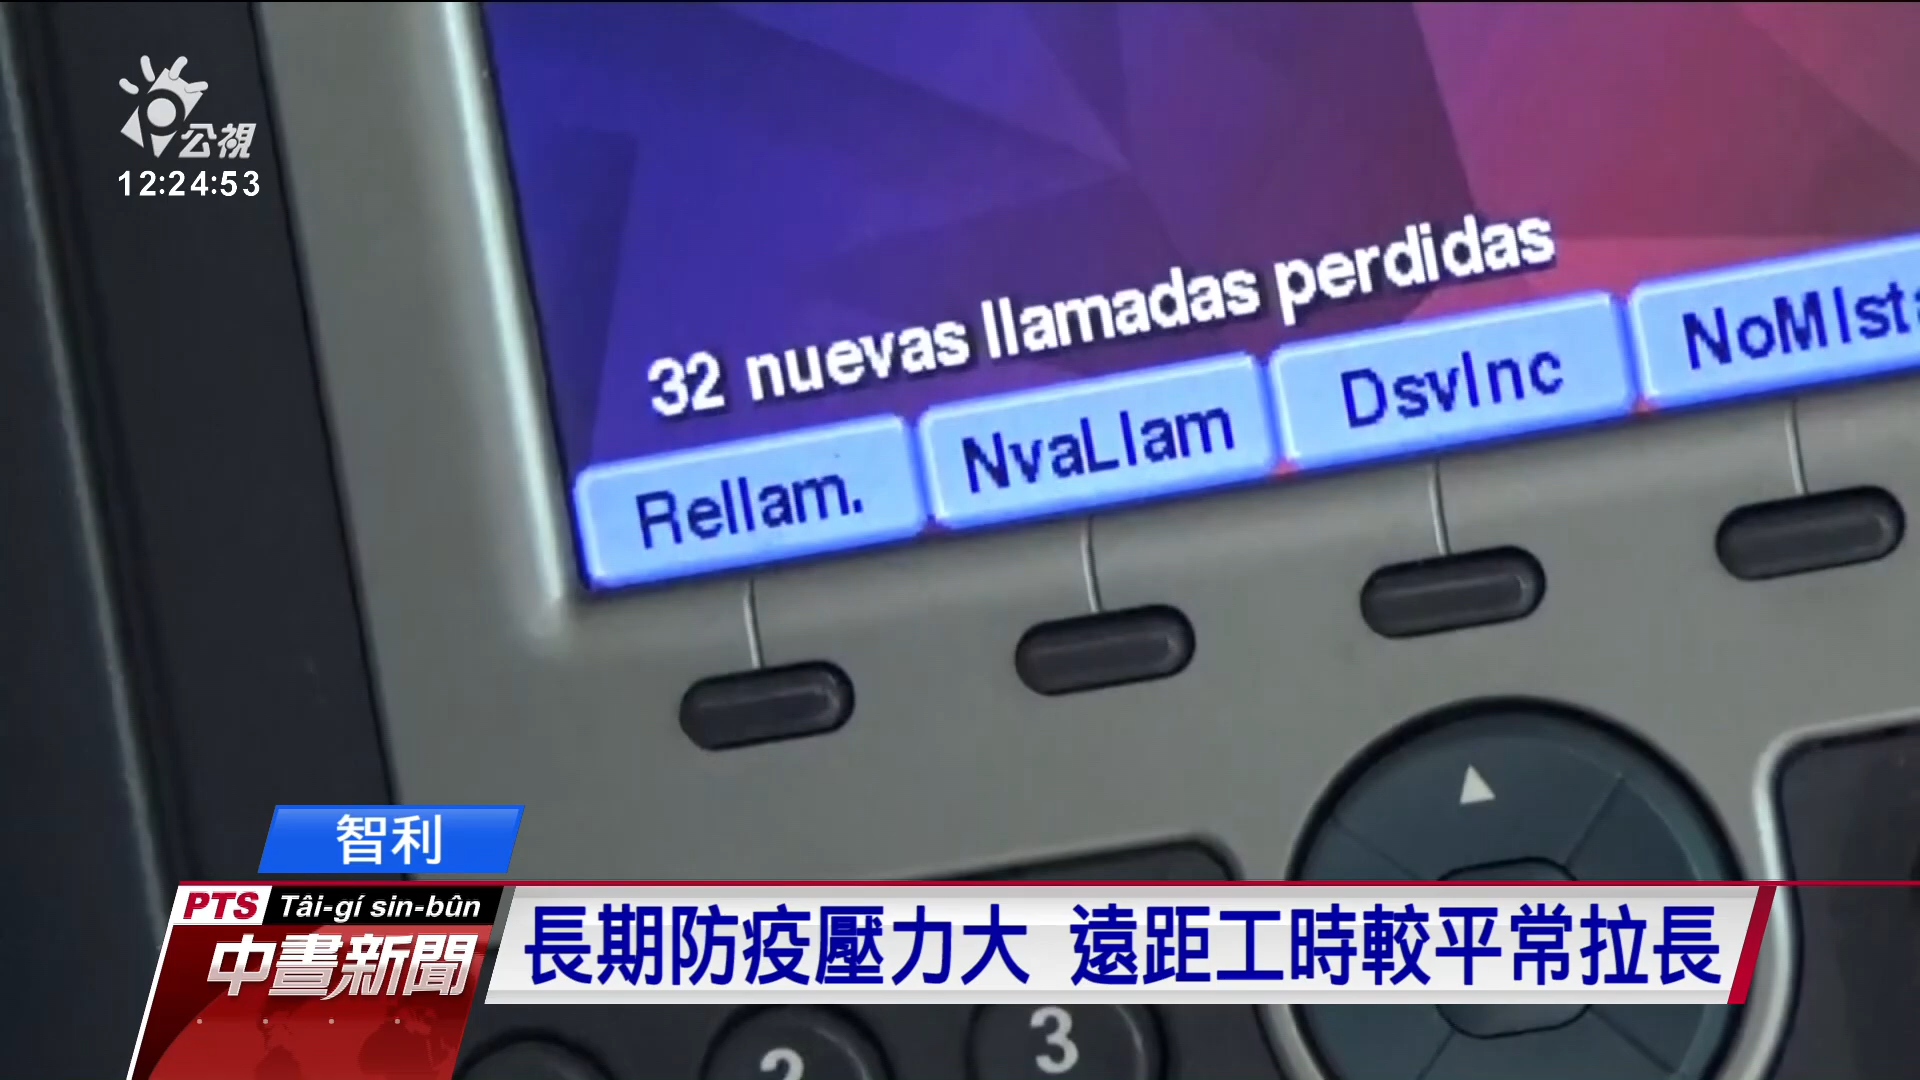 公視
12:24:53
32 nuevas llamadas perdidas
Rellam.
NvaLlam
DsvInc
NoMIsta
智利
PTS Tâi-gí sin-bûn
中晝新聞
長期防疫壓力大 遠距工時較平常拉長
2
3